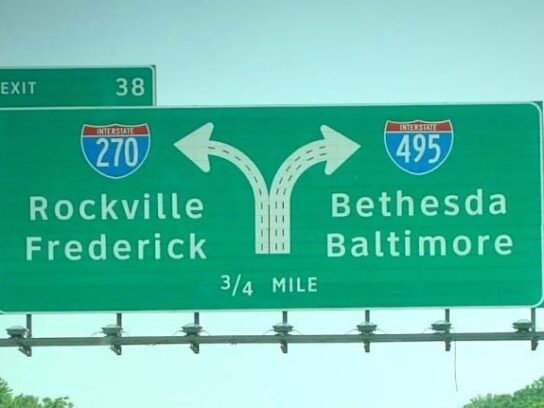 EXIT 38
INTERSTATE
270
Rockville
Frederick
INTERSTATE
495
Bethesda
Baltimore
3/4 MILE